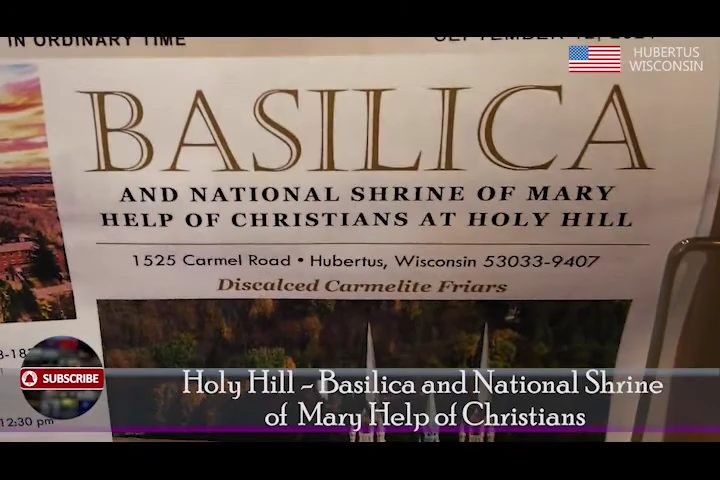 IN ORDINARY TIME
HUBERTUS
WISCONSIN
BASILICA
AND NATIONAL SHRINE OF MARY
HELP OF CHRISTIANS AT HOLY HILL
1525 Carmel Road • Hubertus, Wisconsin 53033-9407
Discalced Carmelite Friars
SUBSCRIBE
12:30 pm
Holy Hill - Basilica and National Shrine
of Mary Help of Christians